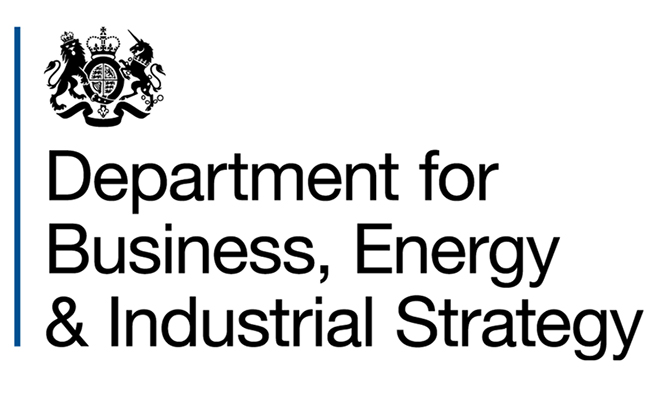 Department for
Business, Energy
& Industrial Strategy